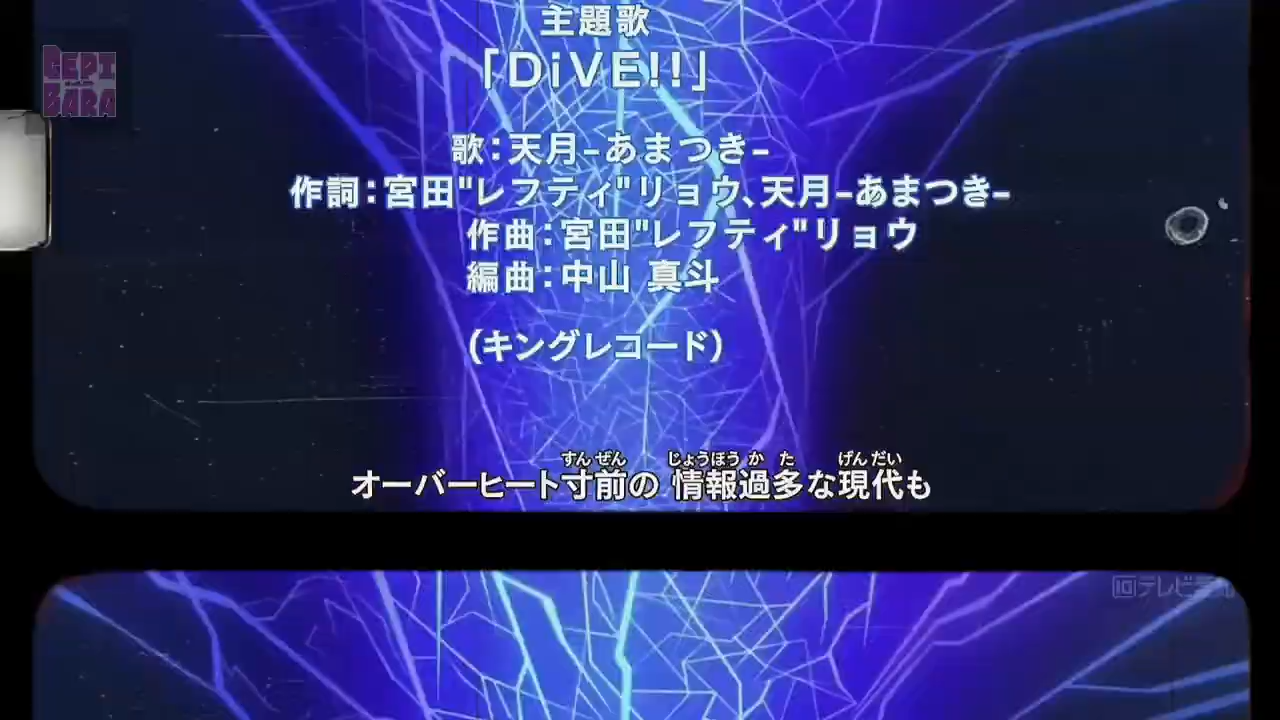 主題歌
「DiVE!!」
CEPT
BARA
歌:天月-あまつき-
作詞:宮田"レフティ"リョウ、天月-あまつき-
作曲:宮田"レフティ"リョウ
編曲:中山 真斗
(キングレコード)
すんぜん じょうほう か た げんだい
オーバーヒート寸前の 情報過多な現代も